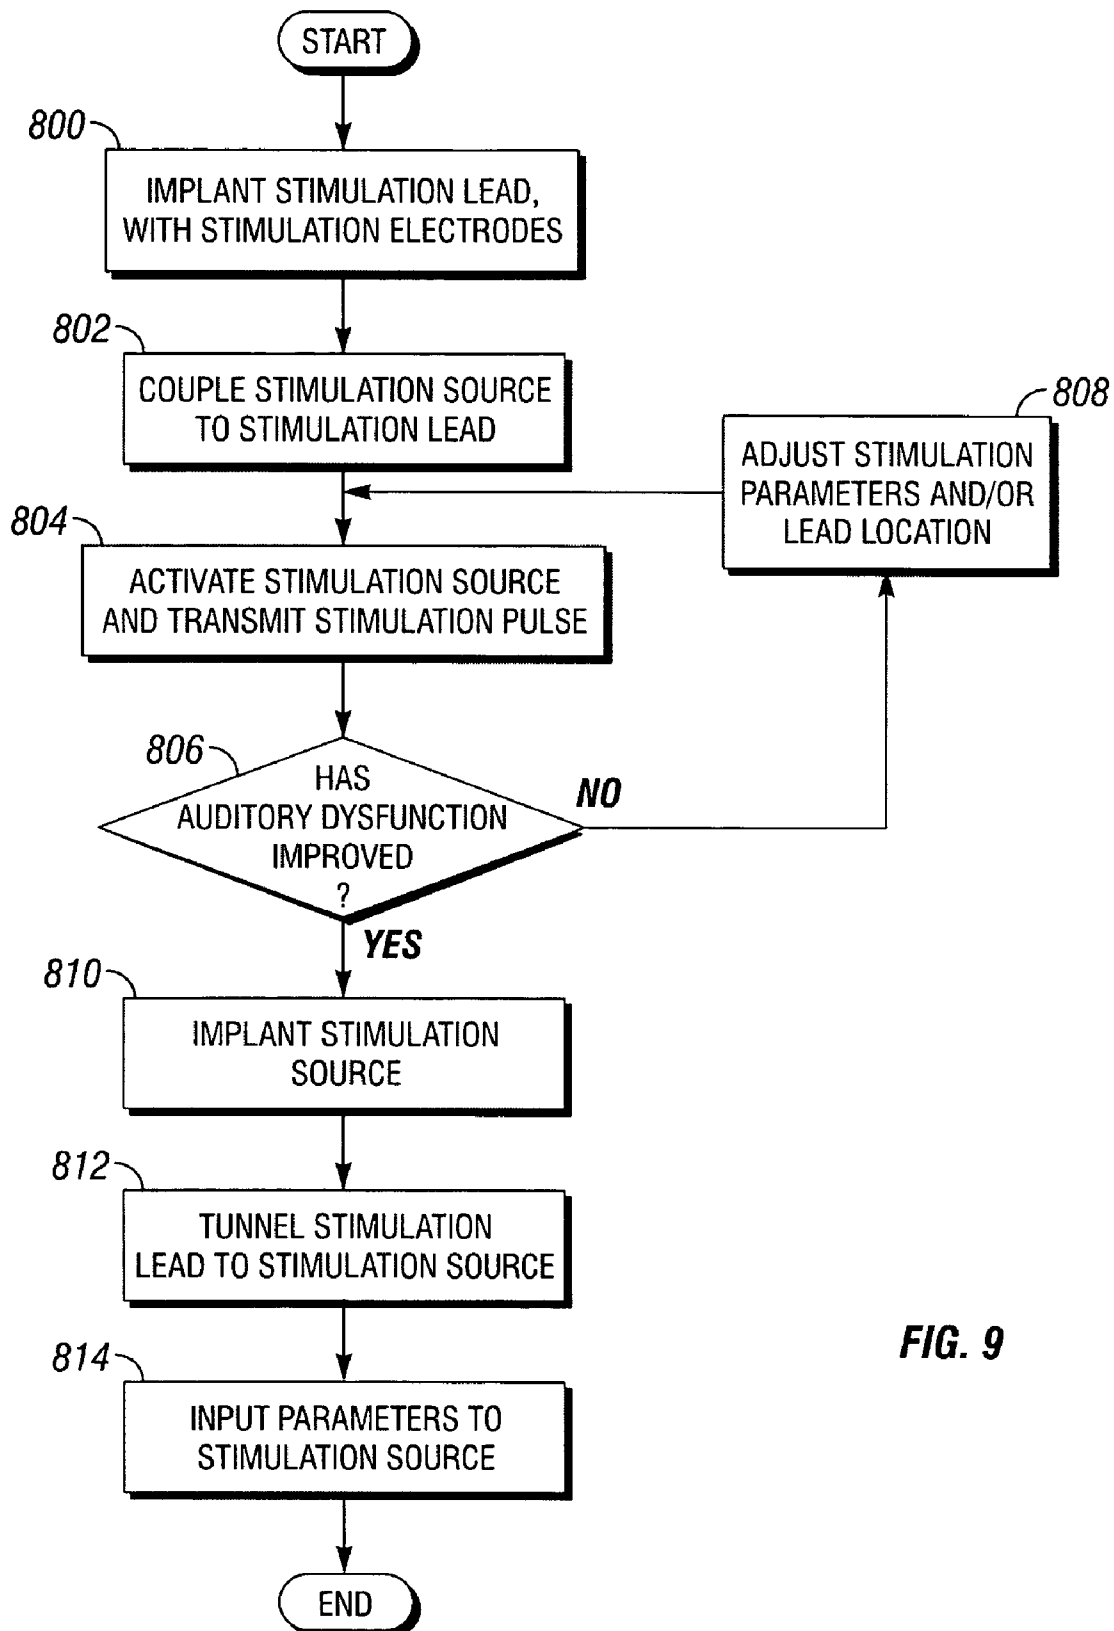 START
800
IMPLANT STIMULATION LEAD,
WITH STIMULATION ELECTRODES
802
COUPLE STIMULATION SOURCE
TO STIMULATION LEAD
808
ADJUST STIMULATION
PARAMETERS AND/OR
LEAD LOCATION
804
ACTIVATE STIMULATION SOURCE
AND TRANSMIT STIMULATION PULSE
806
HAS
AUDITORY DYSFUNCTION
IMPROVED
?
NO
YES
810
IMPLANT STIMULATION
SOURCE
812
TUNNEL STIMULATION
LEAD TO STIMULATION SOURCE
814
INPUT PARAMETERS TO
STIMULATION SOURCE
END
FIG. 9